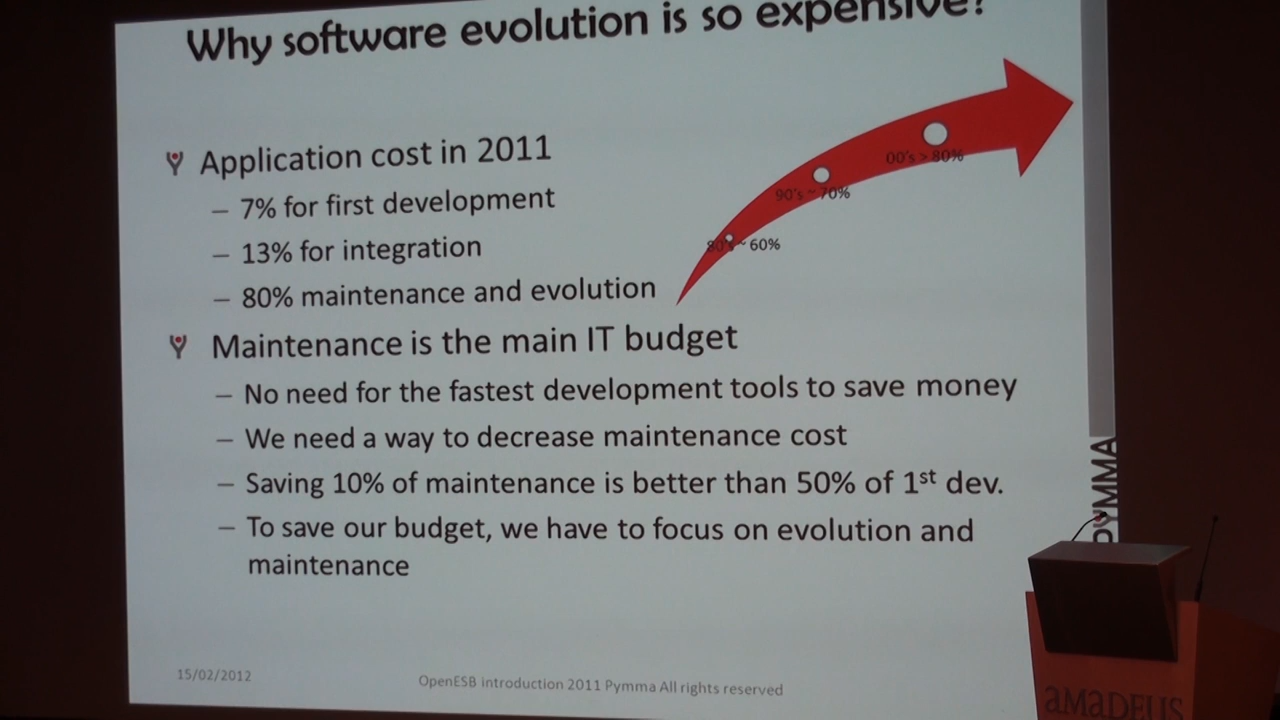 Why software evolution is so expensive?
Application cost in 2011
– 7% for first development
– 13% for integration
– 80% maintenance and evolution
00's > 80%
90's ~ 70%
80's ~ 60%
Maintenance is the main IT budget
– No need for the fastest development tools to save money
– We need a way to decrease maintenance cost
– Saving 10% of maintenance is better than 50% of 1st dev.
– To save our budget, we have to focus on evolution and
maintenance
PYMMA
15/02/2012
OpenESB introduction 2011 Pymma All rights reserved
amadeus